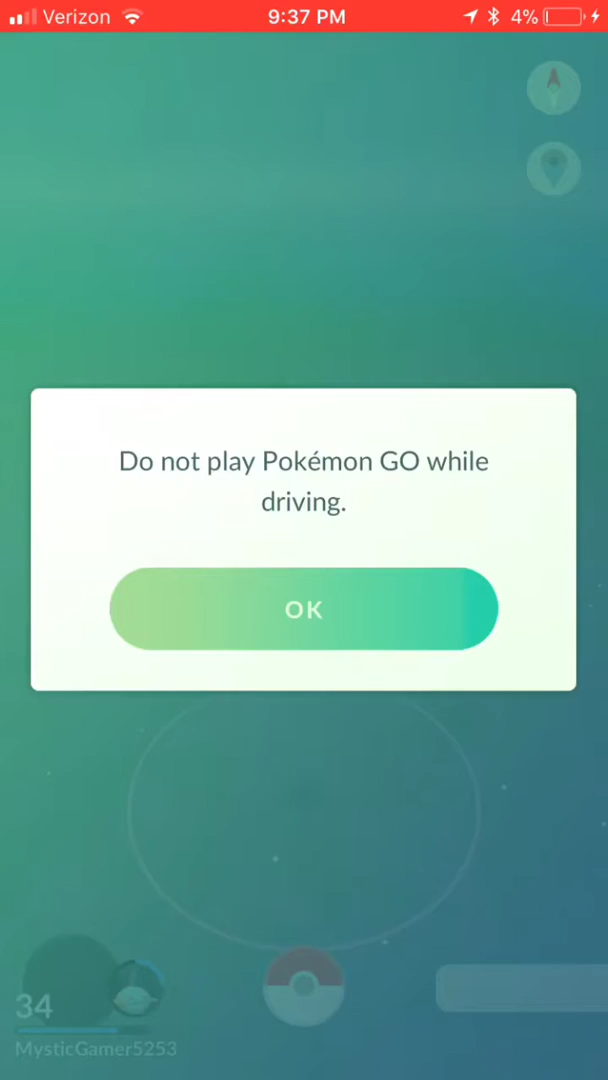 Verizon 9:37 PM 4%
Do not play Pokémon GO while
driving.
OK
34
MysticGamer5253